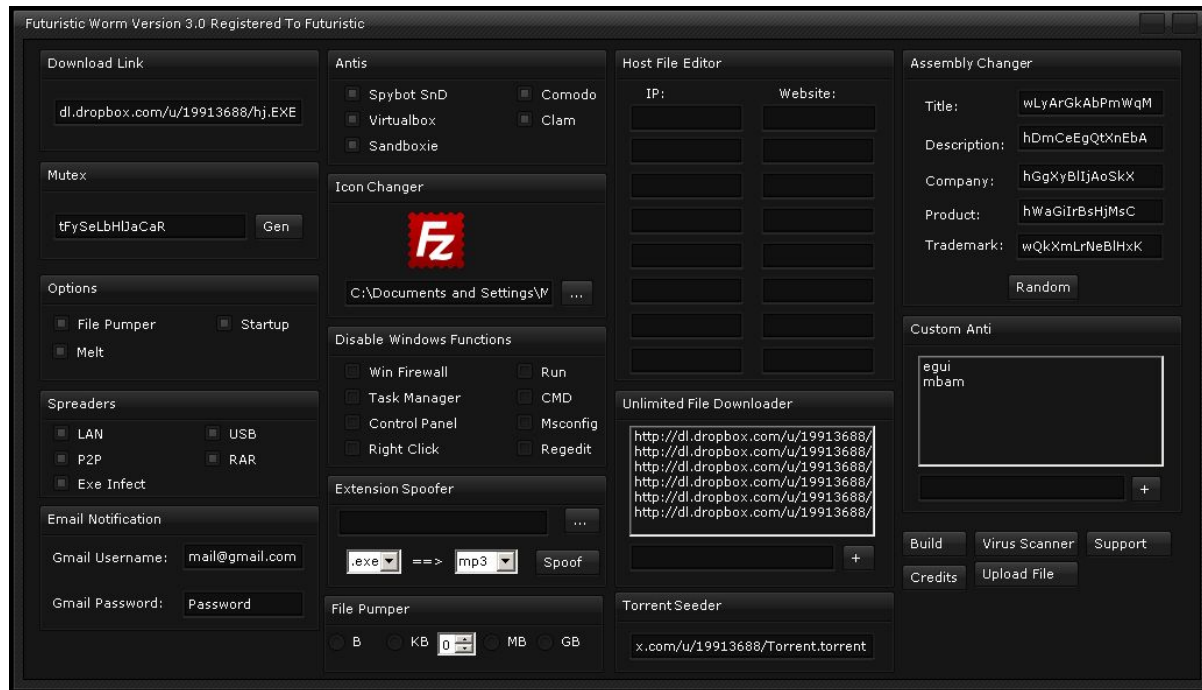 Futuristic Worm Version 3.0 Registered To Futuristic
Download Link
dl.dropbox.com/u/19913688/hj.EXE
Mutex
tFySeLbHlJaCaR
Gen
Options
File Pumper
Startup
Melt
Spreaders
LAN
USB
P2P
RAR
Exe Infect
Email Notification
Gmail Username:
mail@gmail.com
Gmail Password:
Password
Antis
Spybot SnD
Comodo
Virtualbox
Clam
Sandboxie
Icon Changer
Fz
C:\Documents and Settings\M
...
Disable Windows Functions
Win Firewall
Run
Task Manager
CMD
Control Panel
Msconfig
Right Click
Regedit
Extension Spoofer
...
.exe
==>
mp3
Spoof
File Pumper
B
KB
0
MB
GB
Host File Editor
IP:
Website:
Unlimited File Downloader
http://dl.dropbox.com/u/19913688/
http://dl.dropbox.com/u/19913688/
http://dl.dropbox.com/u/19913688/
http://dl.dropbox.com/u/19913688/
http://dl.dropbox.com/u/19913688/
http://dl.dropbox.com/u/19913688/
+
Torrent Seeder
x.com/u/19913688/Torrent.torrent
Assembly Changer
Title:
wLyArGkAbPmWqM
Description:
hDmCeEgQtXnEbA
Company:
hGgXyBlIjAoSkX
Product:
hWaGiIrBsHjMsC
Trademark:
wQkXmLrNeBlHxK
Random
Custom Anti
egui
mbam
+
Build
Virus Scanner
Support
Credits
Upload File